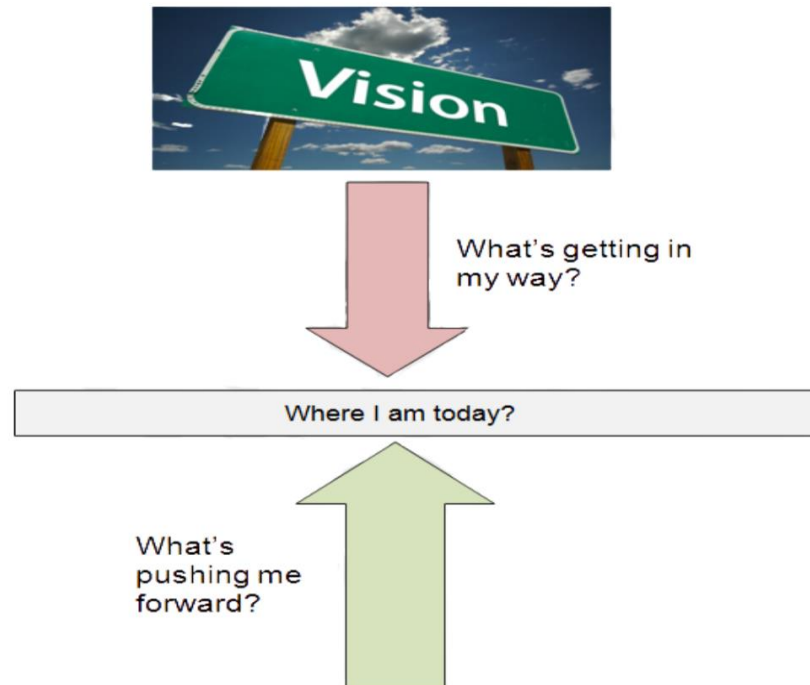 Vision
What's getting in
my way?
Where I am today?
What's
pushing me
forward?